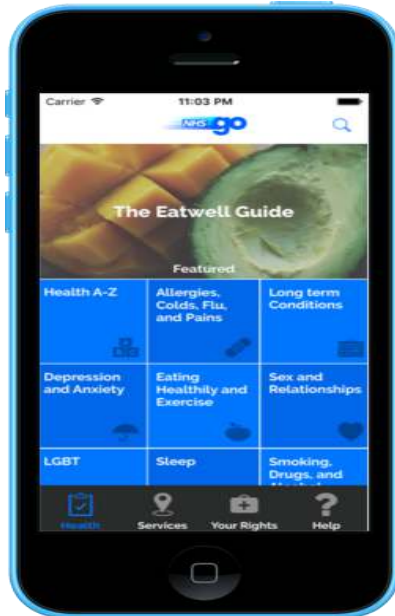 Carrier 11:03 PM
NHS go
The Eatwell Guide
Featured
Health A-Z
Allergies,
Colds, Flu,
and Pains
Long term
Conditions
Depression
and Anxiety
Eating
Healthily and
Exercise
Sex and
Relationships
LGBT
Sleep
Smoking,
Drugs, and
Alcohol
Health Services Your Rights Help